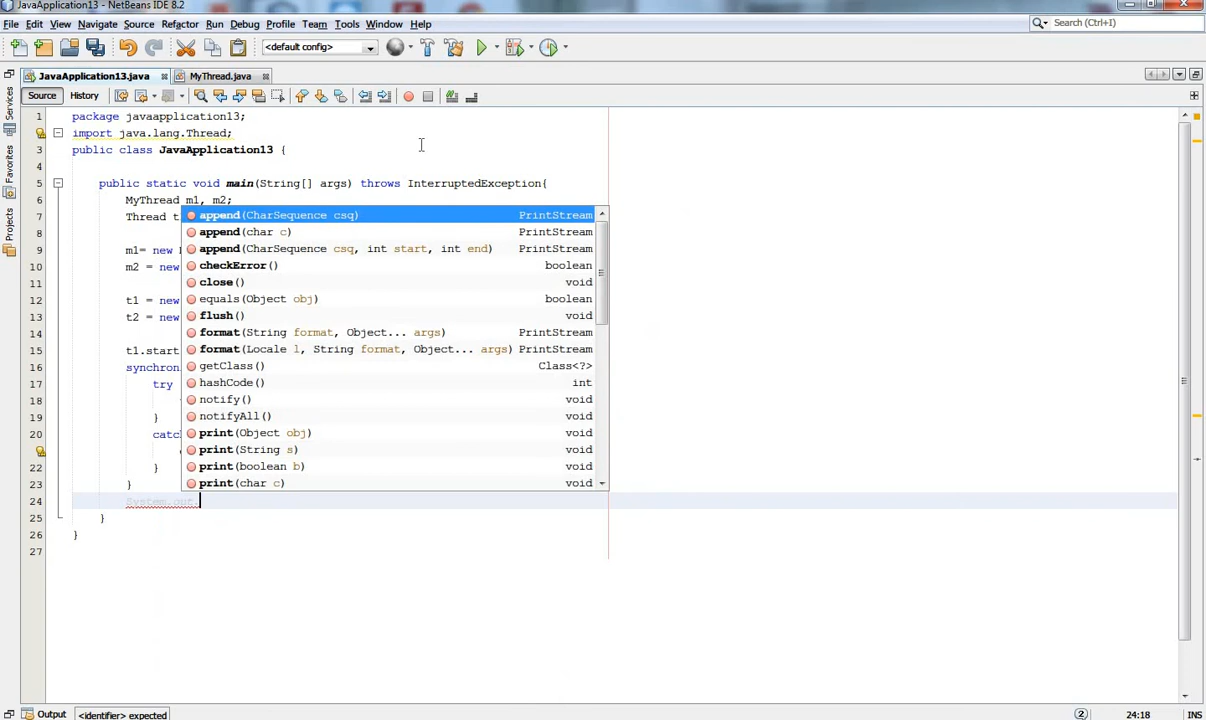 JavaApplication13 - NetBeans IDE 8.2
File Edit View Navigate Source Refactor Run Debug Profile Team Tools Window Help
Search (Ctrl+I)
<default config>
JavaApplication13.java MyThread.java
Source History
Services
Favorites
Projects
1 package javaapplication13;
import java.lang.Thread;
3 public class JavaApplication13 {
4
5 public static void main(String[] args) throws InterruptedException{
6 MyThread m1, m2;
7 Thread t
append(CharSequence csq) PrintStream
append(char c) PrintStream
9 m1= new append(CharSequence csq, int start, int end) PrintStream
10 m2 = new checkError() boolean
11 close() void
12 t1 = new equals(Object obj) boolean
13 t2 = new flush() void
14 format(String format, Object... args) PrintStream
15 t1.start format(Locale l, String format, Object... args) PrintStream
16 synchron getClass() Class<?>
17 try hashCode() int
18 notify() void
19 } notifyAll() void
20 catc print(Object obj) void
print(String s) void
22 } print(boolean b) void
23 } print(char c) void
24 System.out.
25 }
26 }
27
Output <identifier> expected 2 24:18 INS